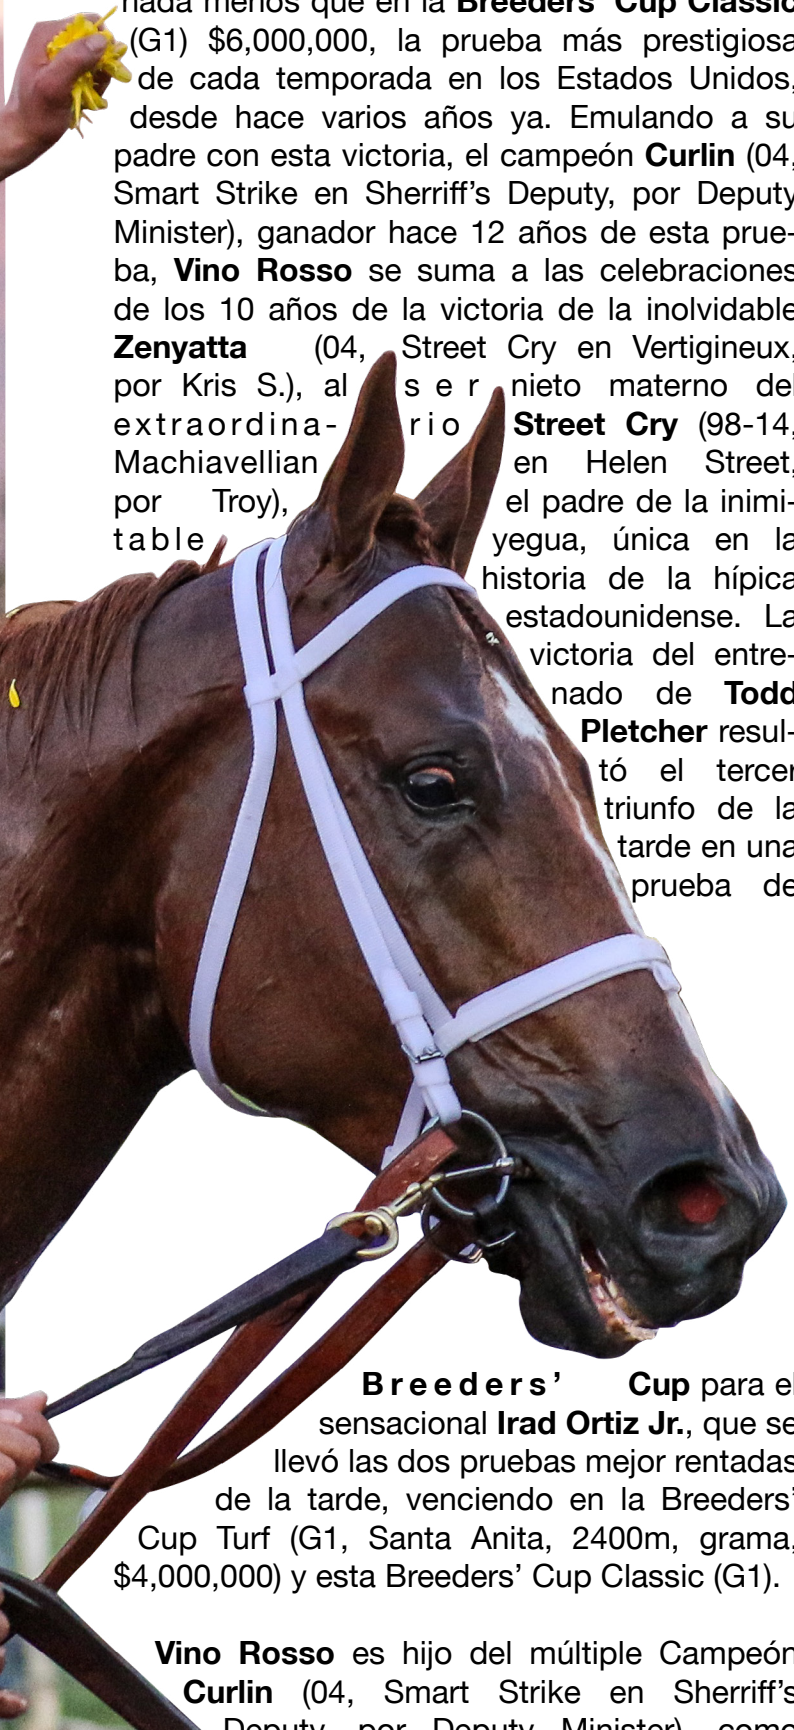 nada menos que en la Breeders' Cup Classic
(G1) $6,000,000, la prueba más prestigiosa
de cada temporada en los Estados Unidos,
desde hace varios años ya. Emulando a su
padre con esta victoria, el campeón Curlin (04,
Smart Strike en Sherriff’s Deputy, por Deputy
Minister), ganador hace 12 años de esta prue-
ba, Vino Rosso se suma a las celebraciones
de los 10 años de la victoria de la inolvidable
Zenyatta (04, Street Cry en Vertigineux,
por Kris S.), al ser nieto materno del
extraordina- rio Street Cry (98-14,
Machiavellian en Helen Street,
por Troy), el padre de la inimi-
table yegua, única en la
historia de la hípica
estadounidense. La
victoria del entre-
nado de Todd
Pletcher resul-
tó el tercer
triunfo de la
tarde en una
prueba de
Breeders’ Cup para el
sensacional Irad Ortiz Jr., que se
llevó las dos pruebas mejor rentadas
de la tarde, venciendo en la Breeders’
Cup Turf (G1, Santa Anita, 2400m, grama,
$4,000,000) y esta Breeders’ Cup Classic (G1).
Vino Rosso es hijo del múltiple Campeón
Curlin (04, Smart Strike en Sherriff’s
Deputy, por Deputy Minister), como